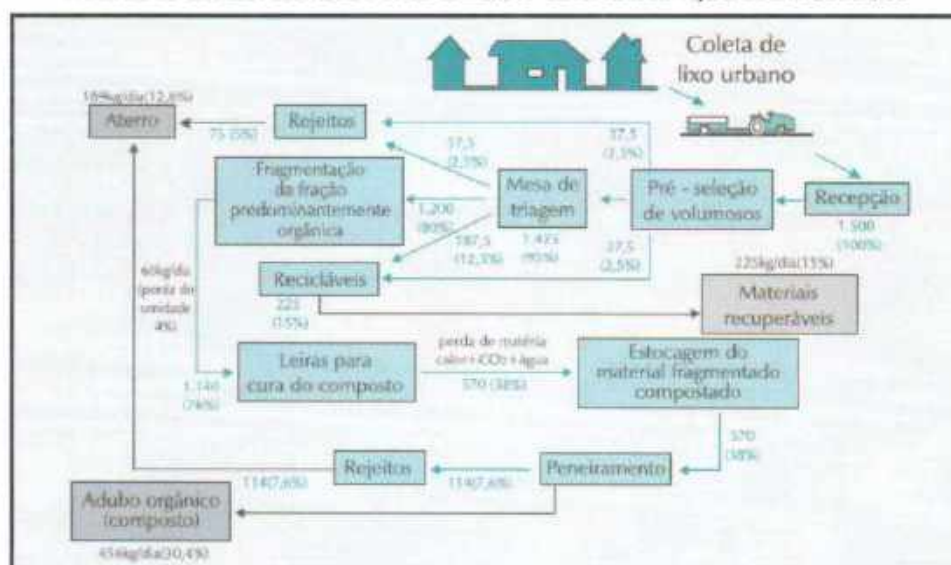 Coleta de
lixo urbano
189kg/dia(12,6%)
Aterro
75 (5%)
Rejeitos
37,5
(2,5%)
37,5
(2,5%)
Fragmentação
da fração
predominantemente
orgânica
1.200
(80%)
Mesa de
triagem
1.425
(95%)
Pré - seleção
de volumosos
Recepção
1.500
(100%)
187,5
(12,5%)
37,5
(2,5%)
60kg/dia
(perda de
umidade
4%)
Recicláveis
225
(15%)
225kg/dia(15%)
Materiais
recuperáveis
Leiras para
cura do composto
1.140
(76%)
perda de matéria
calor+CO2+água
570 (38%)
Estocagem do
material fragmentado
compostado
570
(38%)
Peneiramento
114(7,6%)
Rejeitos
114(7,6%)
Adubo orgânico
(composto)
456kg/dia(30,4%)